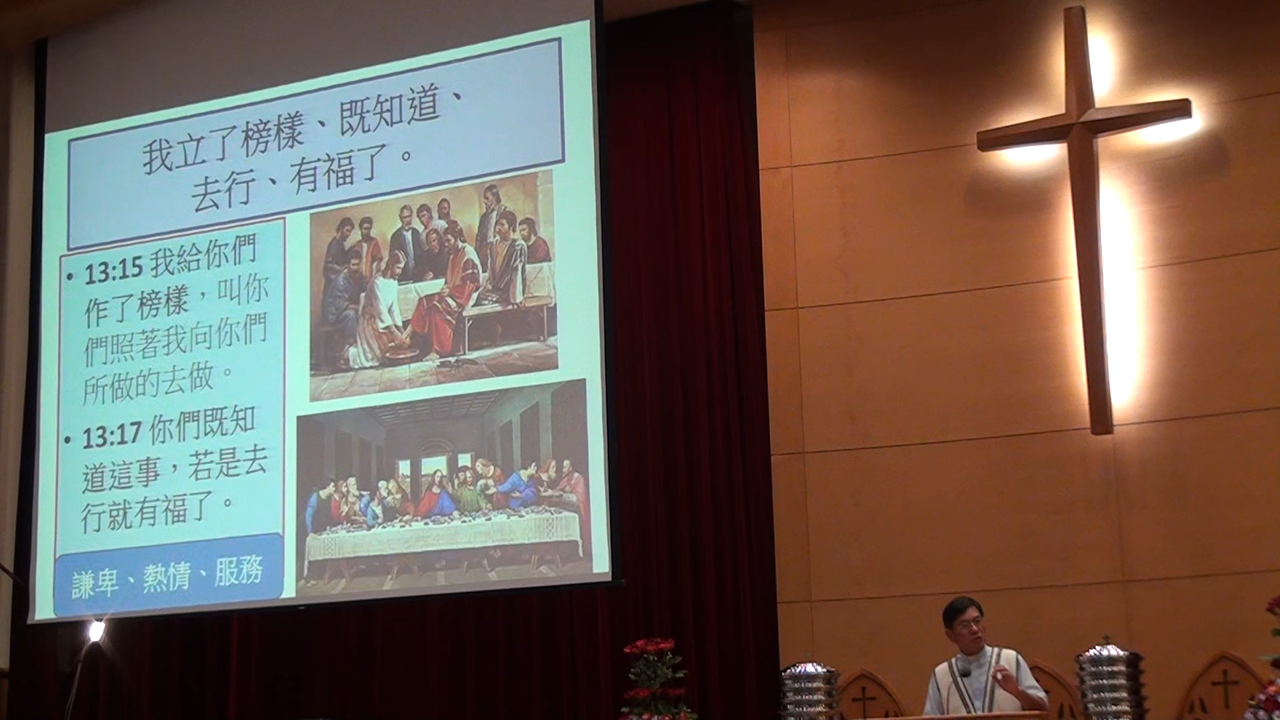 我立了榜樣、既知道、
去行、有福了。
• 13:15 我給你們
作了榜樣，叫你
們照著我向你們
所做的去做。
• 13:17 你們既知
道這事，若是去
行就有福了。
謙卑、熱情、服務